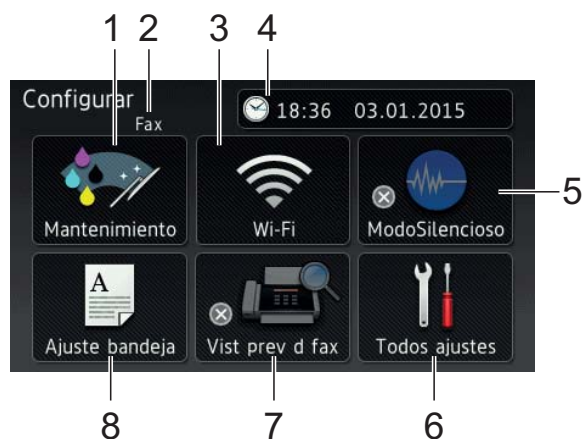 1 2 3 4
Configurar
Fax
18:36 03.01.2015
5
Mantenimiento Wi-Fi ModoSilencioso
A
Ajuste bandeja Vist prev d fax Todos ajustes
8 7 6